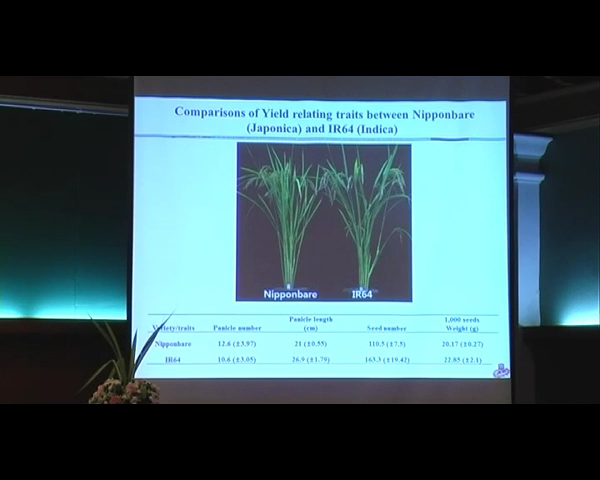 Comparisons of Yield relating traits between Nipponbare
(Japonica) and IR64 (Indica)
Nipponbare IR64
Variety/traits Panicle number Panicle length (cm) Seed number 1,000 seeds Weight (g)
Nipponbare 12.6 (±3.97) 21 (±0.55) 110.5 (±7.5) 20.17 (±0.27)
IR64 10.6 (±3.05) 26.9 (±1.79) 163.3 (±19.42) 22.85 (±2.1)